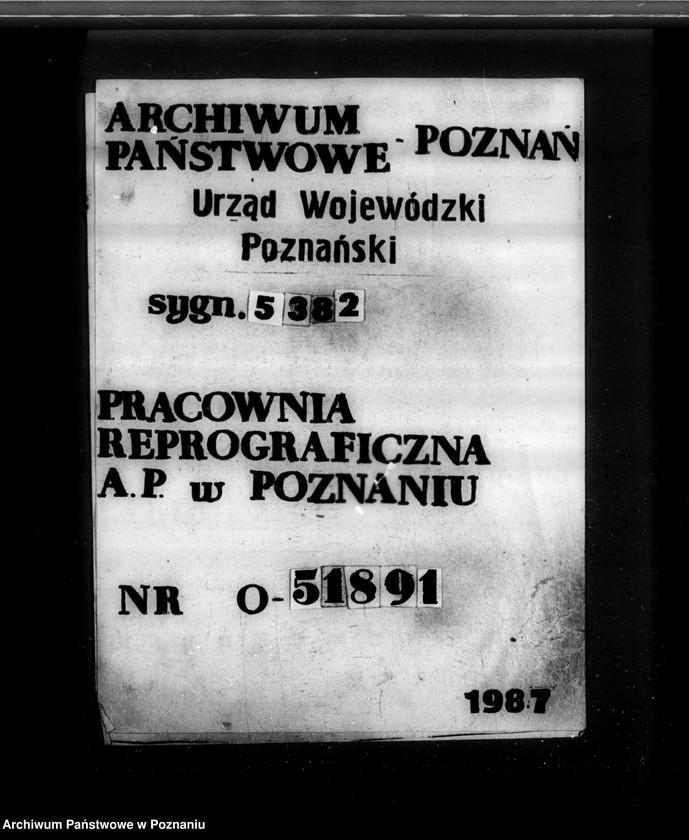 ARCHIWUM
PAŃSTWOWE - POZNAŃ
Urząd Wojewódzki
Poznański
sygn. 5382
PRACOWNIA
REPROGRAFICZNA
A.P. w POZNANIU
NR O-51891
1987
Archiwum Państwowe w Poznaniu